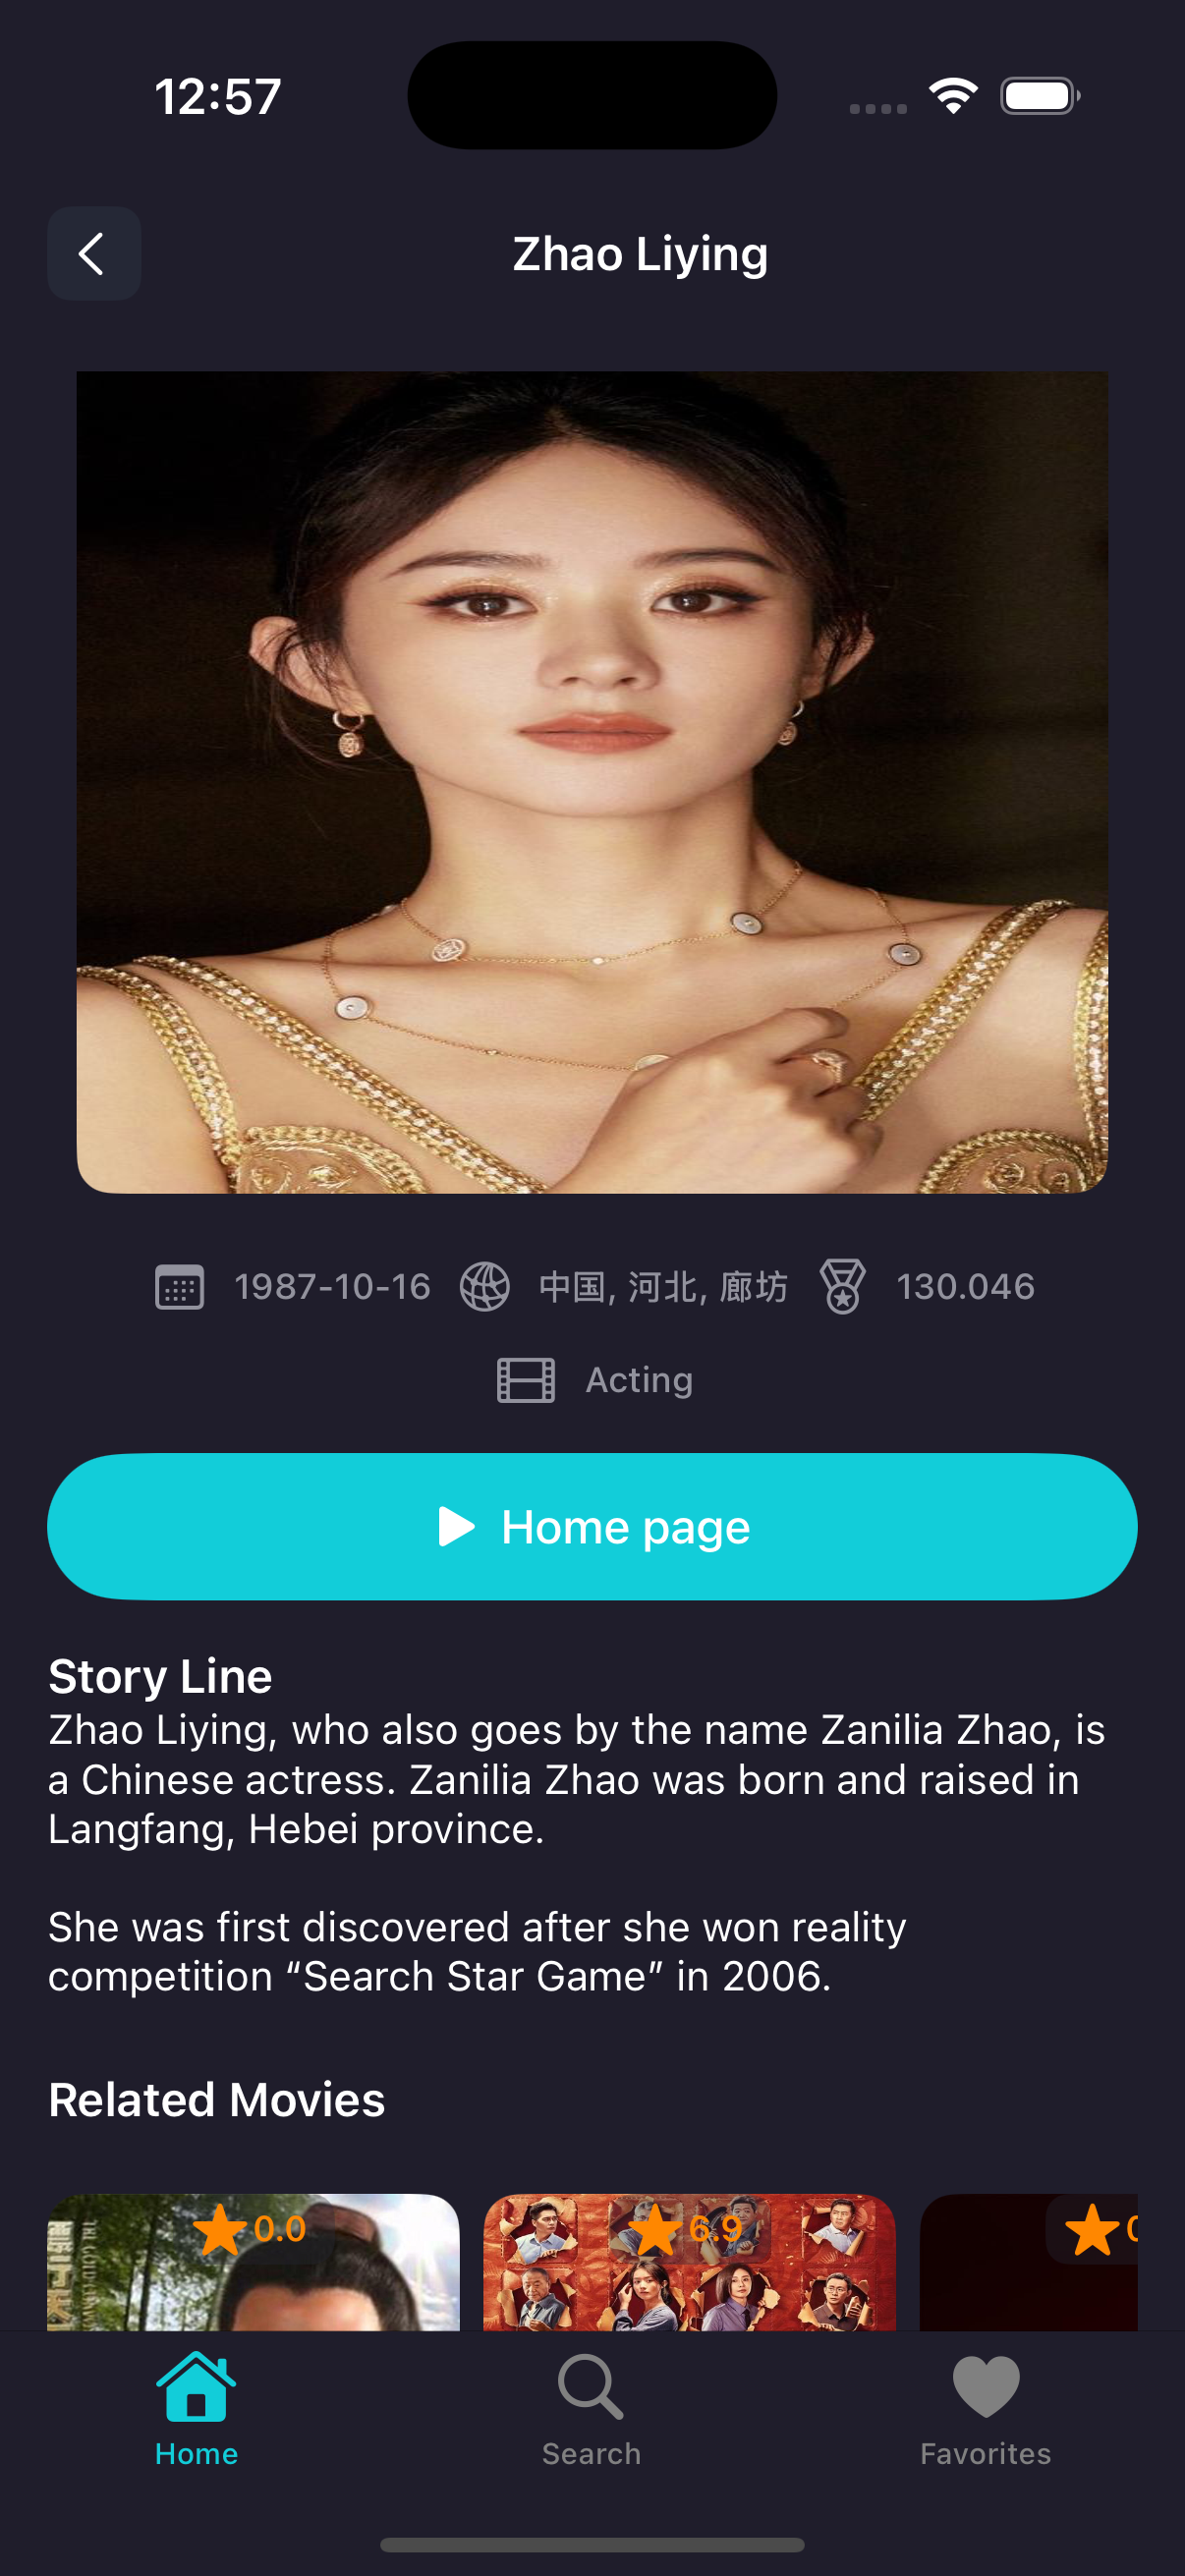 12:57
Zhao Liying
1987-10-16
中国, 河北, 廊坊
130.046
Acting
Home page
Story Line
Zhao Liying, who also goes by the name Zanilia Zhao, is
a Chinese actress. Zanilia Zhao was born and raised in
Langfang, Hebei province.
She was first discovered after she won reality
competition “Search Star Game” in 2006.
Related Movies
0.0
6.9
Home
Search
Favorites